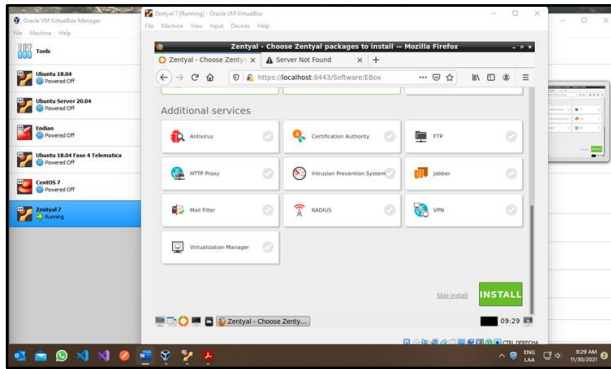 Oracle VM VirtualBox Manager
File Machine Help
Tools
Ubuntu 18.04
Powered Off
Ubuntu Server 20.04
Powered Off
Endian
Powered Off
Ubuntu 18.04 Fase 4 Telematica
Powered Off
CentOS 7
Powered Off
Zentyal 7
Running
Zentyal 7 [Running] - Oracle VM VirtualBox
File Machine View Input Devices Help
Zentyal - Choose Zentyal packages to install — Mozilla Firefox
Zentyal - Choose Zentya
Server Not Found
https://localhost:8443/Software/EBox
Additional services
Antivirus
Certification Authority
FTP
HTTP Proxy
Intrusion Prevention System
Jabber
Mail Filter
RADIUS
VPN
Virtualization Manager
Skip install
INSTALL
Zentyal - Choose Zenty...
09:29
CTRL DERECHA
ENG
LAA
9:29 AM
11/30/2021